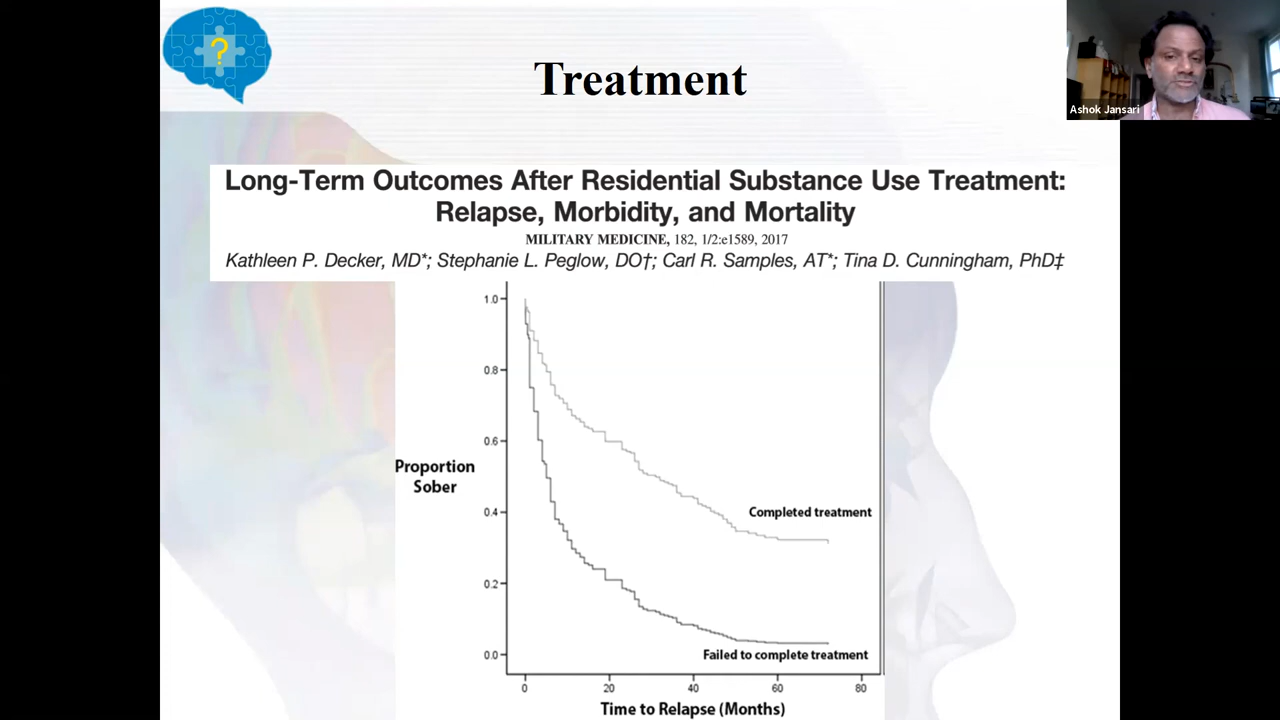 ?
Treatment
Ashok Jansari
Long-Term Outcomes After Residential Substance Use Treatment:
Relapse, Morbidity, and Mortality
MILITARY MEDICINE, 182, 1/2:e1589, 2017
Kathleen P. Decker, MD*; Stephanie L. Peglow, DO†; Carl R. Samples, AT*; Tina D. Cunningham, PhD‡
1.0
0.8
0.6
0.4
0.2
0.0
Proportion
Sober
Completed treatment
Failed to complete treatment
0 20 40 60 80
Time to Relapse (Months)